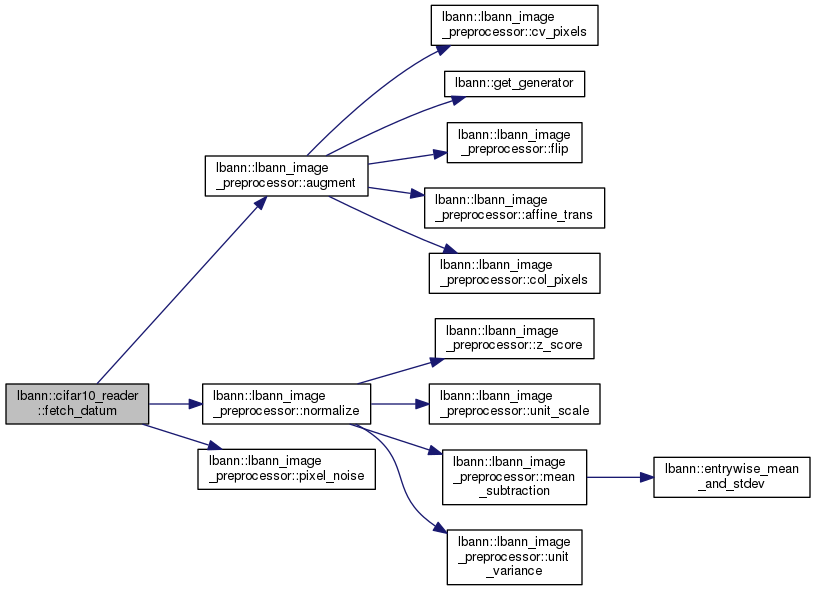 lbann::lbann_image
_preprocessor::cv_pixels
lbann::get_generator
lbann::lbann_image
_preprocessor::flip
lbann::lbann_image
_preprocessor::augment
lbann::lbann_image
_preprocessor::affine_trans
lbann::lbann_image
_preprocessor::col_pixels
lbann::lbann_image
_preprocessor::z_score
lbann::cifar10_reader
::fetch_datum
lbann::lbann_image
_preprocessor::normalize
lbann::lbann_image
_preprocessor::unit_scale
lbann::lbann_image
_preprocessor::pixel_noise
lbann::lbann_image
_preprocessor::mean
_subtraction
lbann::entrywise_mean
_and_stdev
lbann::lbann_image
_preprocessor::unit
_variance